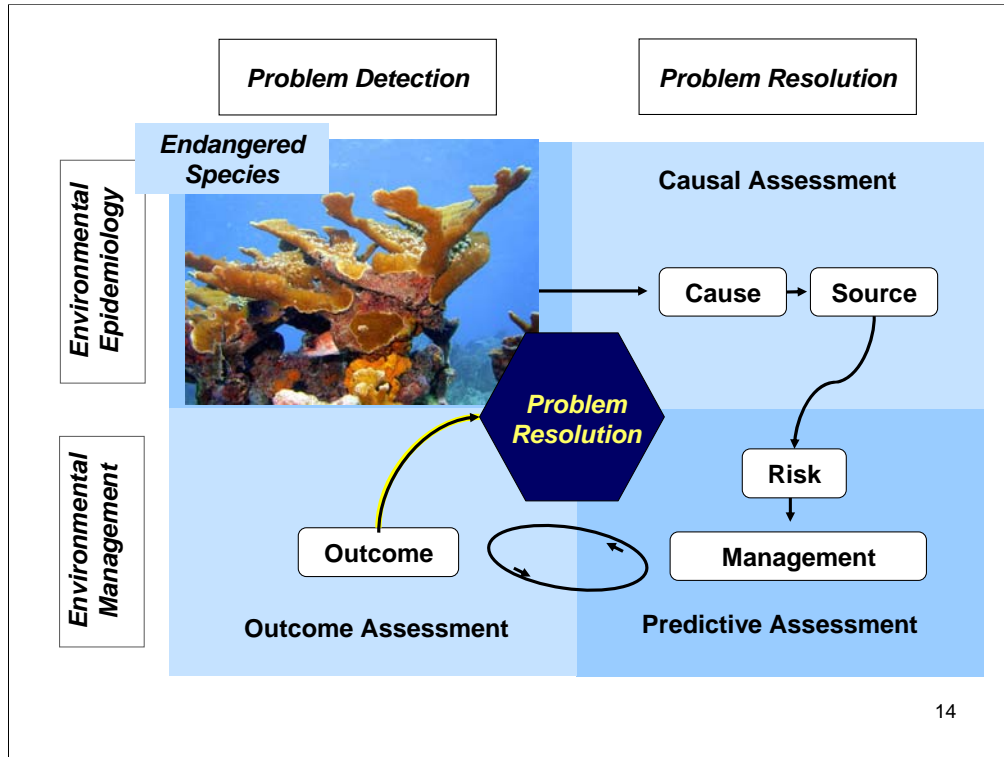 Problem Detection
Problem Resolution
Endangered
Species
Environmental
Epidemiology
Causal Assessment
Cause
Source
Problem
Resolution
Environmental
Management
Risk
Outcome
Management
Outcome Assessment
Predictive Assessment
14